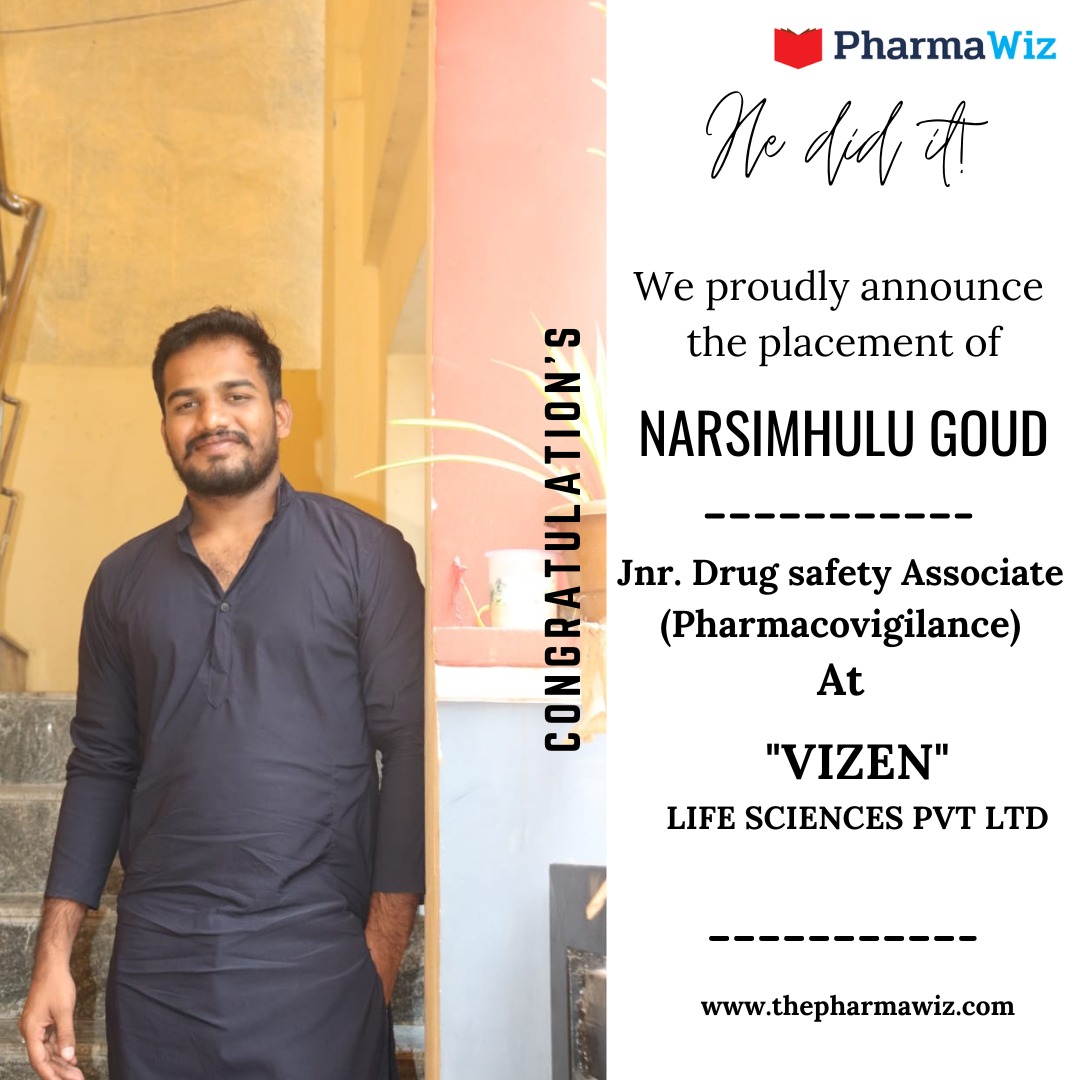 PharmaWiz
He did it!
We proudly announce
the placement of
NARSIMHULU GOUD
Jnr. Drug safety Associate
(Pharmacovigilance)
At
"VIZEN"
LIFE SCIENCES PVT LTD
www.thepharmawiz.com
CONGRATULATION'S